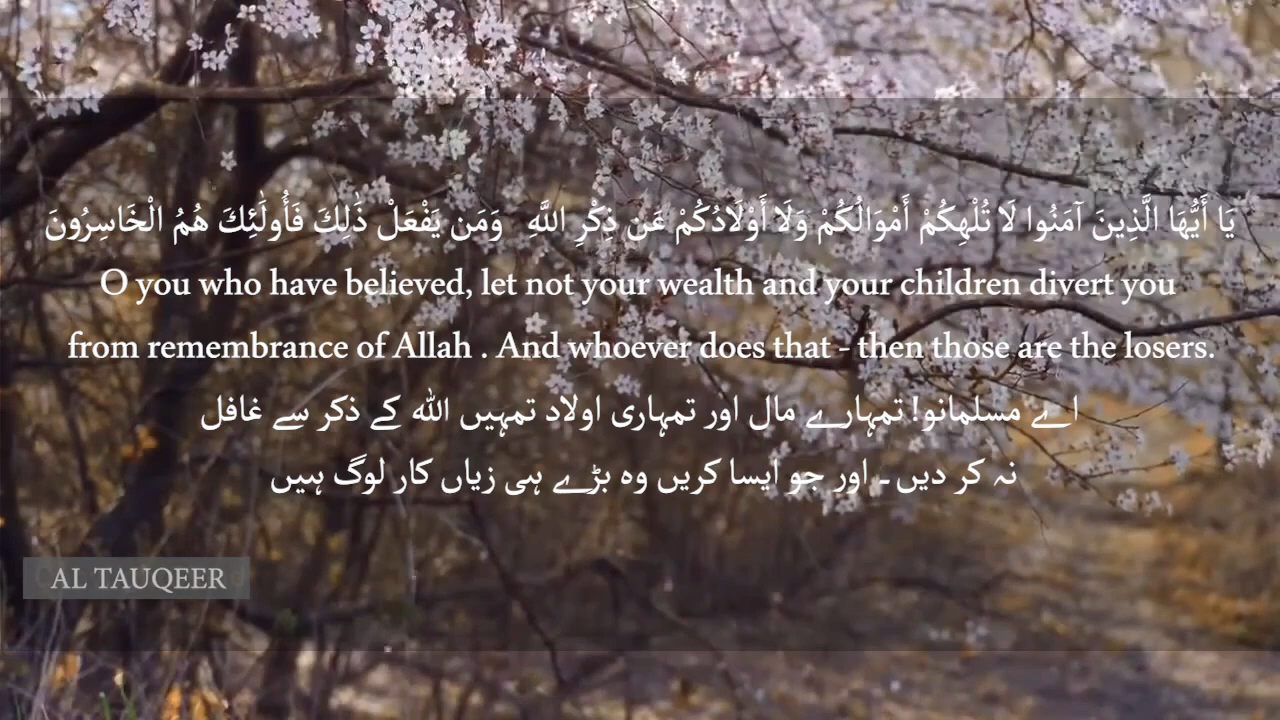 يَا أَيُّهَا الَّذِينَ آمَنُوا لَا تُلْهِكُمْ أَمْوَالُكُمْ وَلَا أَوْلَادُكُمْ عَن ذِكْرِ اللَّهِ وَمَن يَفْعَلْ ذَٰلِكَ فَأُولَٰئِكَ هُمُ الْخَاسِرُونَ
O you who have believed, let not your wealth and your children divert you
from remembrance of Allah . And whoever does that - then those are the losers.
اے مسلمانو! تمہارے مال اور تمہاری اولاد تمہیں اللہ کے ذکر سے غافل
نہ کر دیں۔ اور جو ایسا کریں وہ بڑے ہی زیاں کار لوگ ہیں
AL TAUQEER